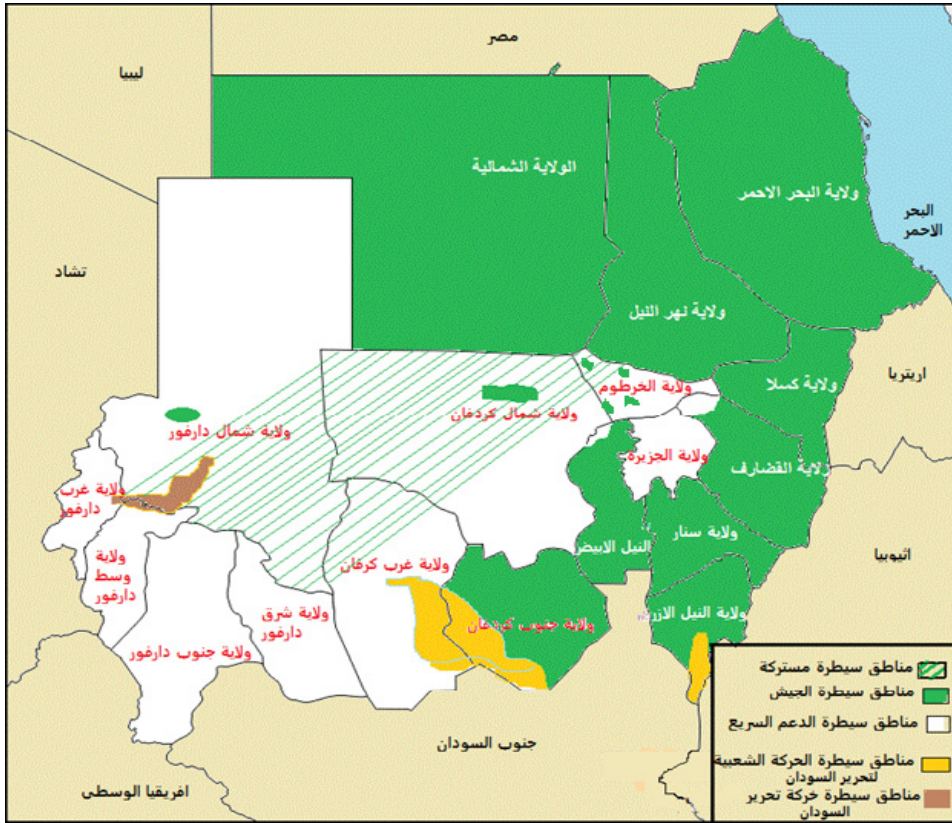 مصر
ليبيا
الولاية الشمالية
ولاية البحر الاحمر
البحر
الاحمر
تشاد
ولاية نهر النيل
اريتريا
ولاية كسلا
ولاية الخرطوم
ولاية شمال كردفان
ولاية شمال دارفور
ولاية الجزيرة
ولاية القضارف
ولاية غرب
دارفور
ولاية سنار
النيل الابيض
اثيوبيا
ولاية
وسط
دارفور
ولاية غرب كرفان
ولاية شرق
دارفور
ولاية جنوب كردفان
ولاية النيل الازرق
ولاية جنوب دارفور
جنوب السودان
افريقيا الوسطى
مناطق سيطرة مستركة
مناطق سيطرة الجيش
مناطق سيطرة الدعم السريع
مناطق سيطرة الحركة الشعبية
لتحرير السودان
مناطق سيطرة خركة تحرير
السودان